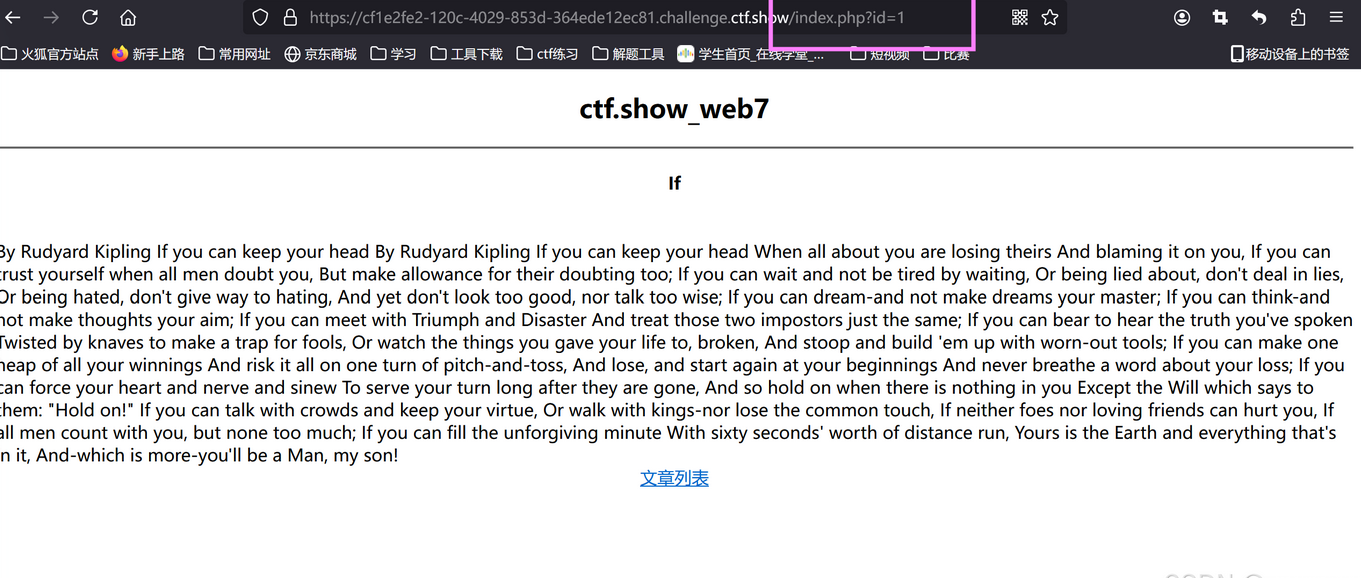 https://cf1e2fe2-120c-4029-853d-364ede12ec81.challenge.ctf.show/index.php?id=1
火狐官方站点 新手上路 常用网址 京东商城 学习 工具下载 ctf练习 解题工具 学生首页_在线学堂_... 短视频 比赛 移动设备上的书签
ctf.show_web7
If
By Rudyard Kipling If you can keep your head By Rudyard Kipling If you can keep your head When all about you are losing theirs And blaming it on you, If you can
trust yourself when all men doubt you, But make allowance for their doubting too; If you can wait and not be tired by waiting, Or being lied about, don't deal in lies,
Or being hated, don't give way to hating, And yet don't look too good, nor talk too wise; If you can dream-and not make dreams your master; If you can think-and
not make thoughts your aim; If you can meet with Triumph and Disaster And treat those two impostors just the same; If you can bear to hear the truth you've spoken
Twisted by knaves to make a trap for fools, Or watch the things you gave your life to, broken, And stoop and build 'em up with worn-out tools; If you can make one
heap of all your winnings And risk it all on one turn of pitch-and-toss, And lose, and start again at your beginnings And never breathe a word about your loss; If you
can force your heart and nerve and sinew To serve your turn long after they are gone, And so hold on when there is nothing in you Except the Will which says to
them: "Hold on!" If you can talk with crowds and keep your virtue, Or walk with kings-nor lose the common touch, If neither foes nor loving friends can hurt you, If
all men count with you, but none too much; If you can fill the unforgiving minute With sixty seconds' worth of distance run, Yours is the Earth and everything that's
in it, And-which is more-you'll be a Man, my son!
文章列表